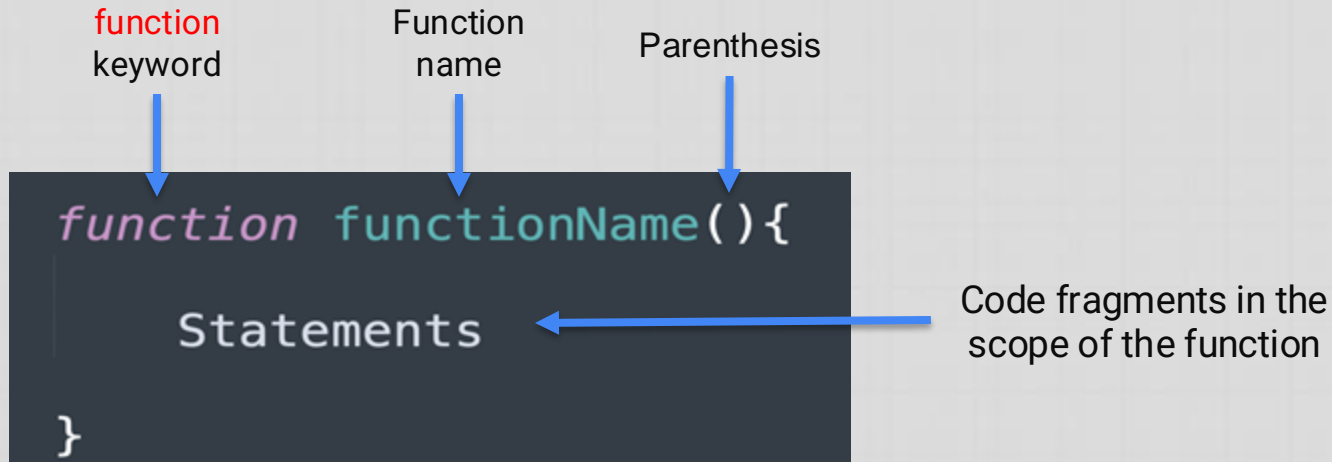 function
keyword
Function
name
Parenthesis
function functionName(){
Statements
Code fragments in the
scope of the function
}